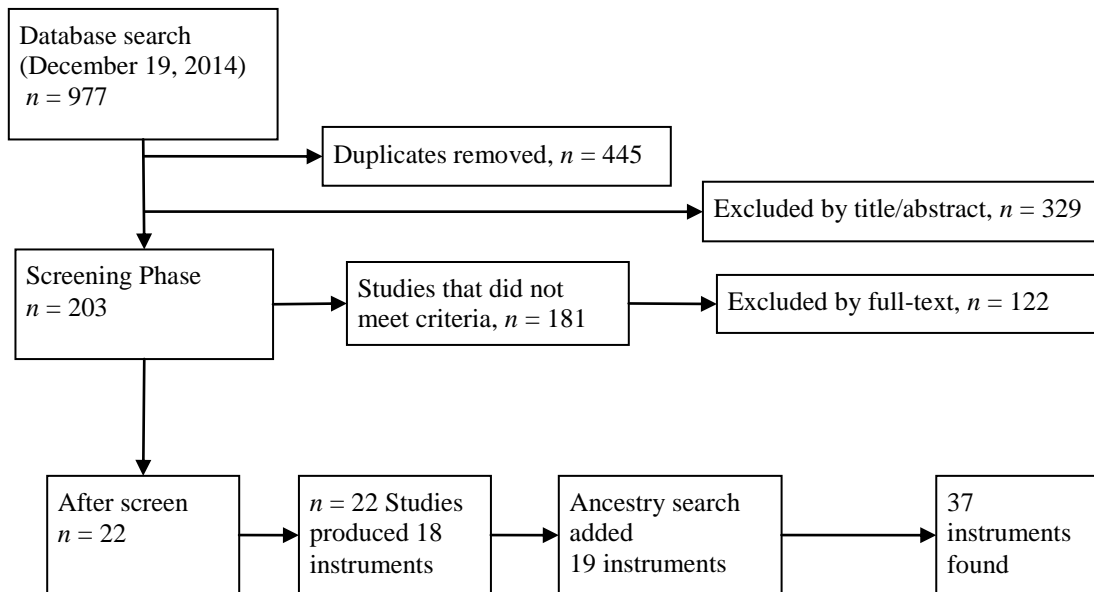 Database search
(December 19, 2014)
n = 977
Duplicates removed, n = 445
Excluded by title/abstract, n = 329
Screening Phase
n = 203
Studies that did not
meet criteria, n = 181
Excluded by full-text, n = 122
After screen
n = 22
n = 22 Studies
produced 18
instruments
Ancestry search
added
19 instruments
37
instruments
found